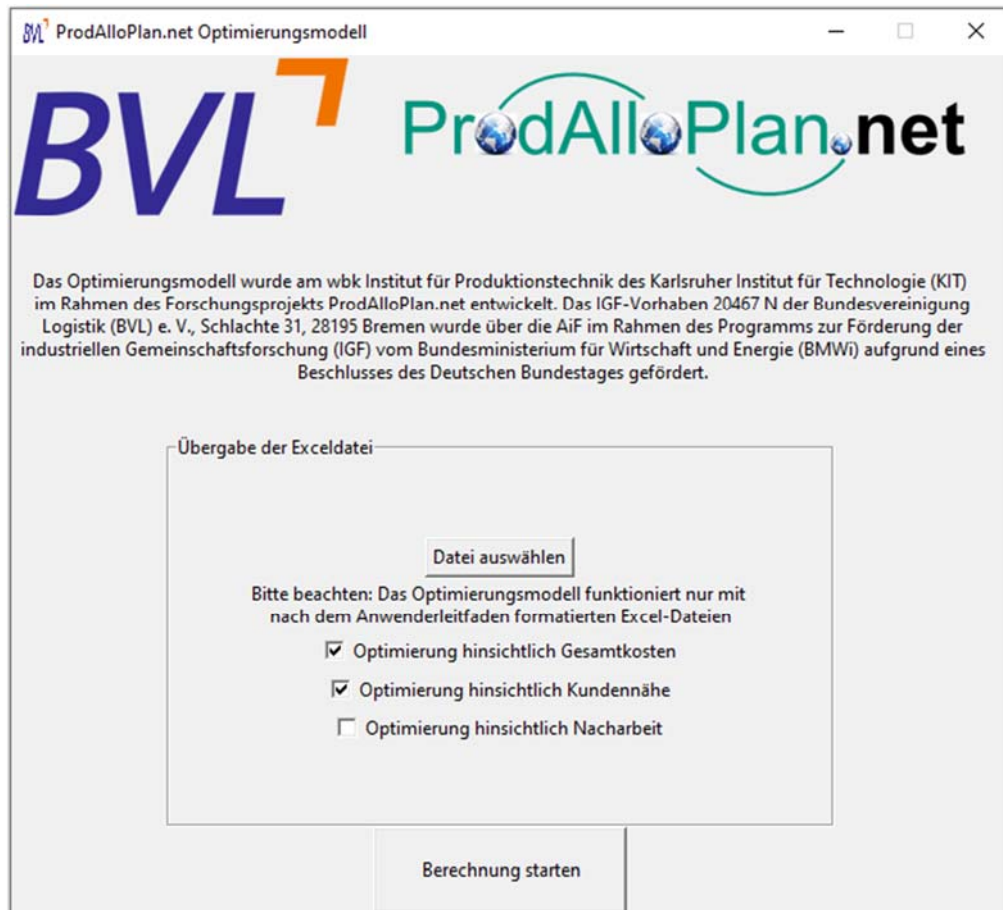 BVL ProdAlloPlan.net Optimierungsmodell
BVL
ProdAlloPlan.net
Das Optimierungsmodell wurde am wbk Institut für Produktionstechnik des Karlsruher Institut für Technologie (KIT)
im Rahmen des Forschungsprojekts ProdAlloPlan.net entwickelt. Das IGF-Vorhaben 20467 N der Bundesvereinigung
Logistik (BVL) e. V., Schlachte 31, 28195 Bremen wurde über die AiF im Rahmen des Programms zur Förderung der
industriellen Gemeinschaftsforschung (IGF) vom Bundesministerium für Wirtschaft und Energie (BMWi) aufgrund eines
Beschlusses des Deutschen Bundestages gefördert.
Übergabe der Exceldatei
Datei auswählen
Bitte beachten: Das Optimierungsmodell funktioniert nur mit
nach dem Anwenderleitfaden formatierten Excel-Dateien
Optimierung hinsichtlich Gesamtkosten
Optimierung hinsichtlich Kundennähe
Optimierung hinsichtlich Nacharbeit
Berechnung starten